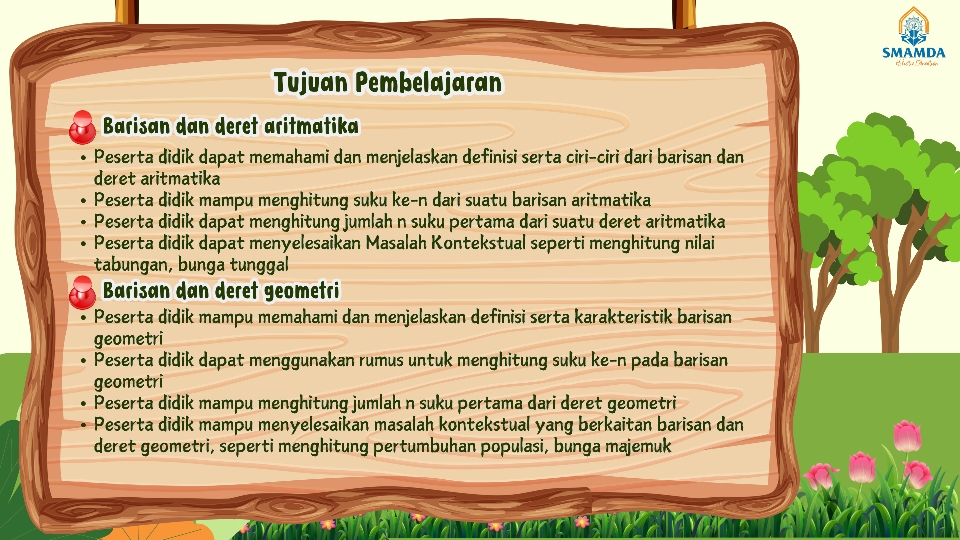 SMAMDA
Tujuan Pembelajaran
Barisan dan deret aritmatika
• Peserta didik dapat memahami dan menjelaskan definisi serta ciri-ciri dari barisan dan
deret aritmatika
• Peserta didik mampu menghitung suku ke-n dari suatu barisan aritmatika
• Peserta didik dapat menghitung jumlah n suku pertama dari suatu deret aritmatika
• Peserta didik dapat menyelesaikan Masalah Kontekstual seperti menghitung nilai
tabungan, bunga tunggal
Barisan dan deret geometri
• Peserta didik mampu memahami dan menjelaskan definisi serta karakteristik barisan
geometri
• Peserta didik dapat menggunakan rumus untuk menghitung suku ke-n pada barisan
geometri
• Peserta didik mampu menghitung jumlah n suku pertama dari deret geometri
• Peserta didik mampu menyelesaikan masalah kontekstual yang berkaitan barisan dan
deret geometri, seperti menghitung pertumbuhan populasi, bunga majemuk